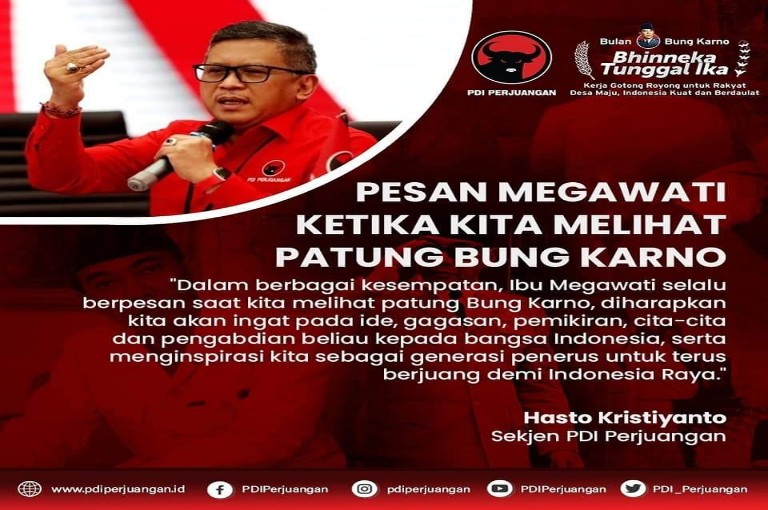 Bulan Bung Karno
Bhinneka
Tunggal Ika
Kerja Gotong Royong untuk Rakyat
Desa Maju, Indonesia Kuat dan Berdaulat
PDI PERJUANGAN
PDI PERJUANGAN
PESAN MEGAWATI
KETIKA KITA MELIHAT
PATUNG BUNG KARNO
"Dalam berbagai kesempatan, Ibu Megawati selalu
berpesan saat kita melihat patung Bung Karno, diharapkan
kita akan ingat pada ide, gagasan, pemikiran, cita-cita
dan pengabdian beliau kepada bangsa Indonesia, serta
menginspirasi kita sebagai generasi penerus untuk terus
berjuang demi Indonesia Raya."
Hasto Kristiyanto
Sekjen PDI Perjuangan
www.pdiperjuangan.id PDIPerjuangan pdiperjuangan PDIPerjuangan PDI_Perjuangan